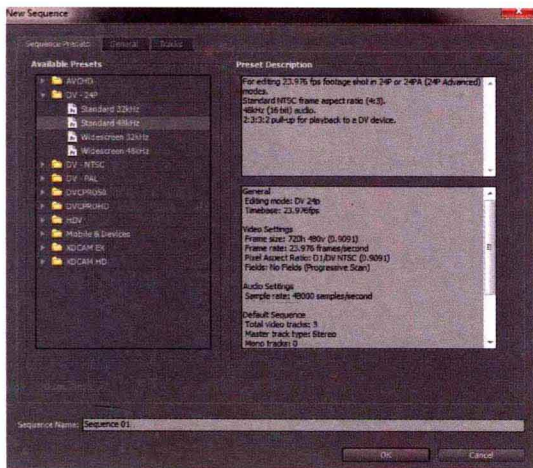 New Sequence
Sequence Presets General Tracks
Available Presets
AVCHD
DV - 24P
Standard 32kHz
Standard 48kHz
Widescreen 32kHz
Widescreen 48kHz
DV - NTSC
DV - PAL
DVCPRO50
DVCPROHD
HDV
Mobile & Devices
XDCAM EX
XDCAM HD
Preset Description
For editing 23.976 fps footage shot in 24P or 24PA (24P Advanced)
modes.
Standard NTSC frame aspect ratio (4:3).
48kHz (16 bit) audio.
2:3:3:2 pull-up for playback to a DV device.
General
Editing mode: DV 24p
Timebase: 23.976fps
Video Settings
Frame size: 720h 480v (0.9091)
Frame rate: 23.976 frames/second
Pixel Aspect Ratio: D1/DV NTSC (0.9091)
Fields: No Fields (Progressive Scan)
Audio Settings
Sample rate: 48000 samples/second
Default Sequence
Total video tracks: 3
Master track type: Stereo
Mono tracks: 0
Sequence Name: Sequence 01
OK Cancel